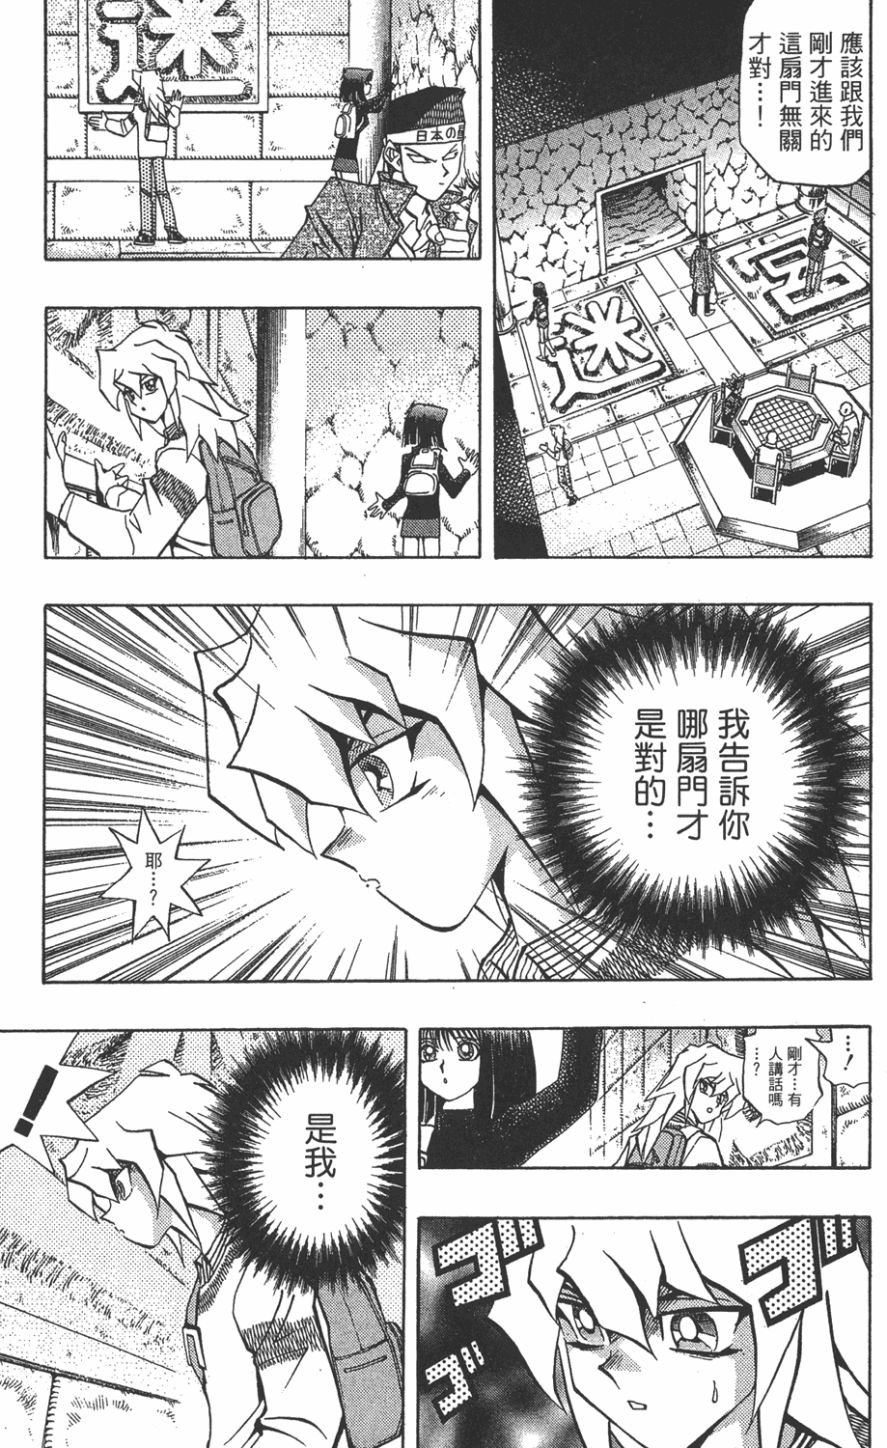 應該跟我們
剛才進來的
這扇門無關
才對…！
宮
迷
迷
日本の
我告訴你
哪扇門才
是對的…
耶…？
…！
剛才…有
人講話嗎
…？
ゴ
ゴ
ゴ
是我…
！